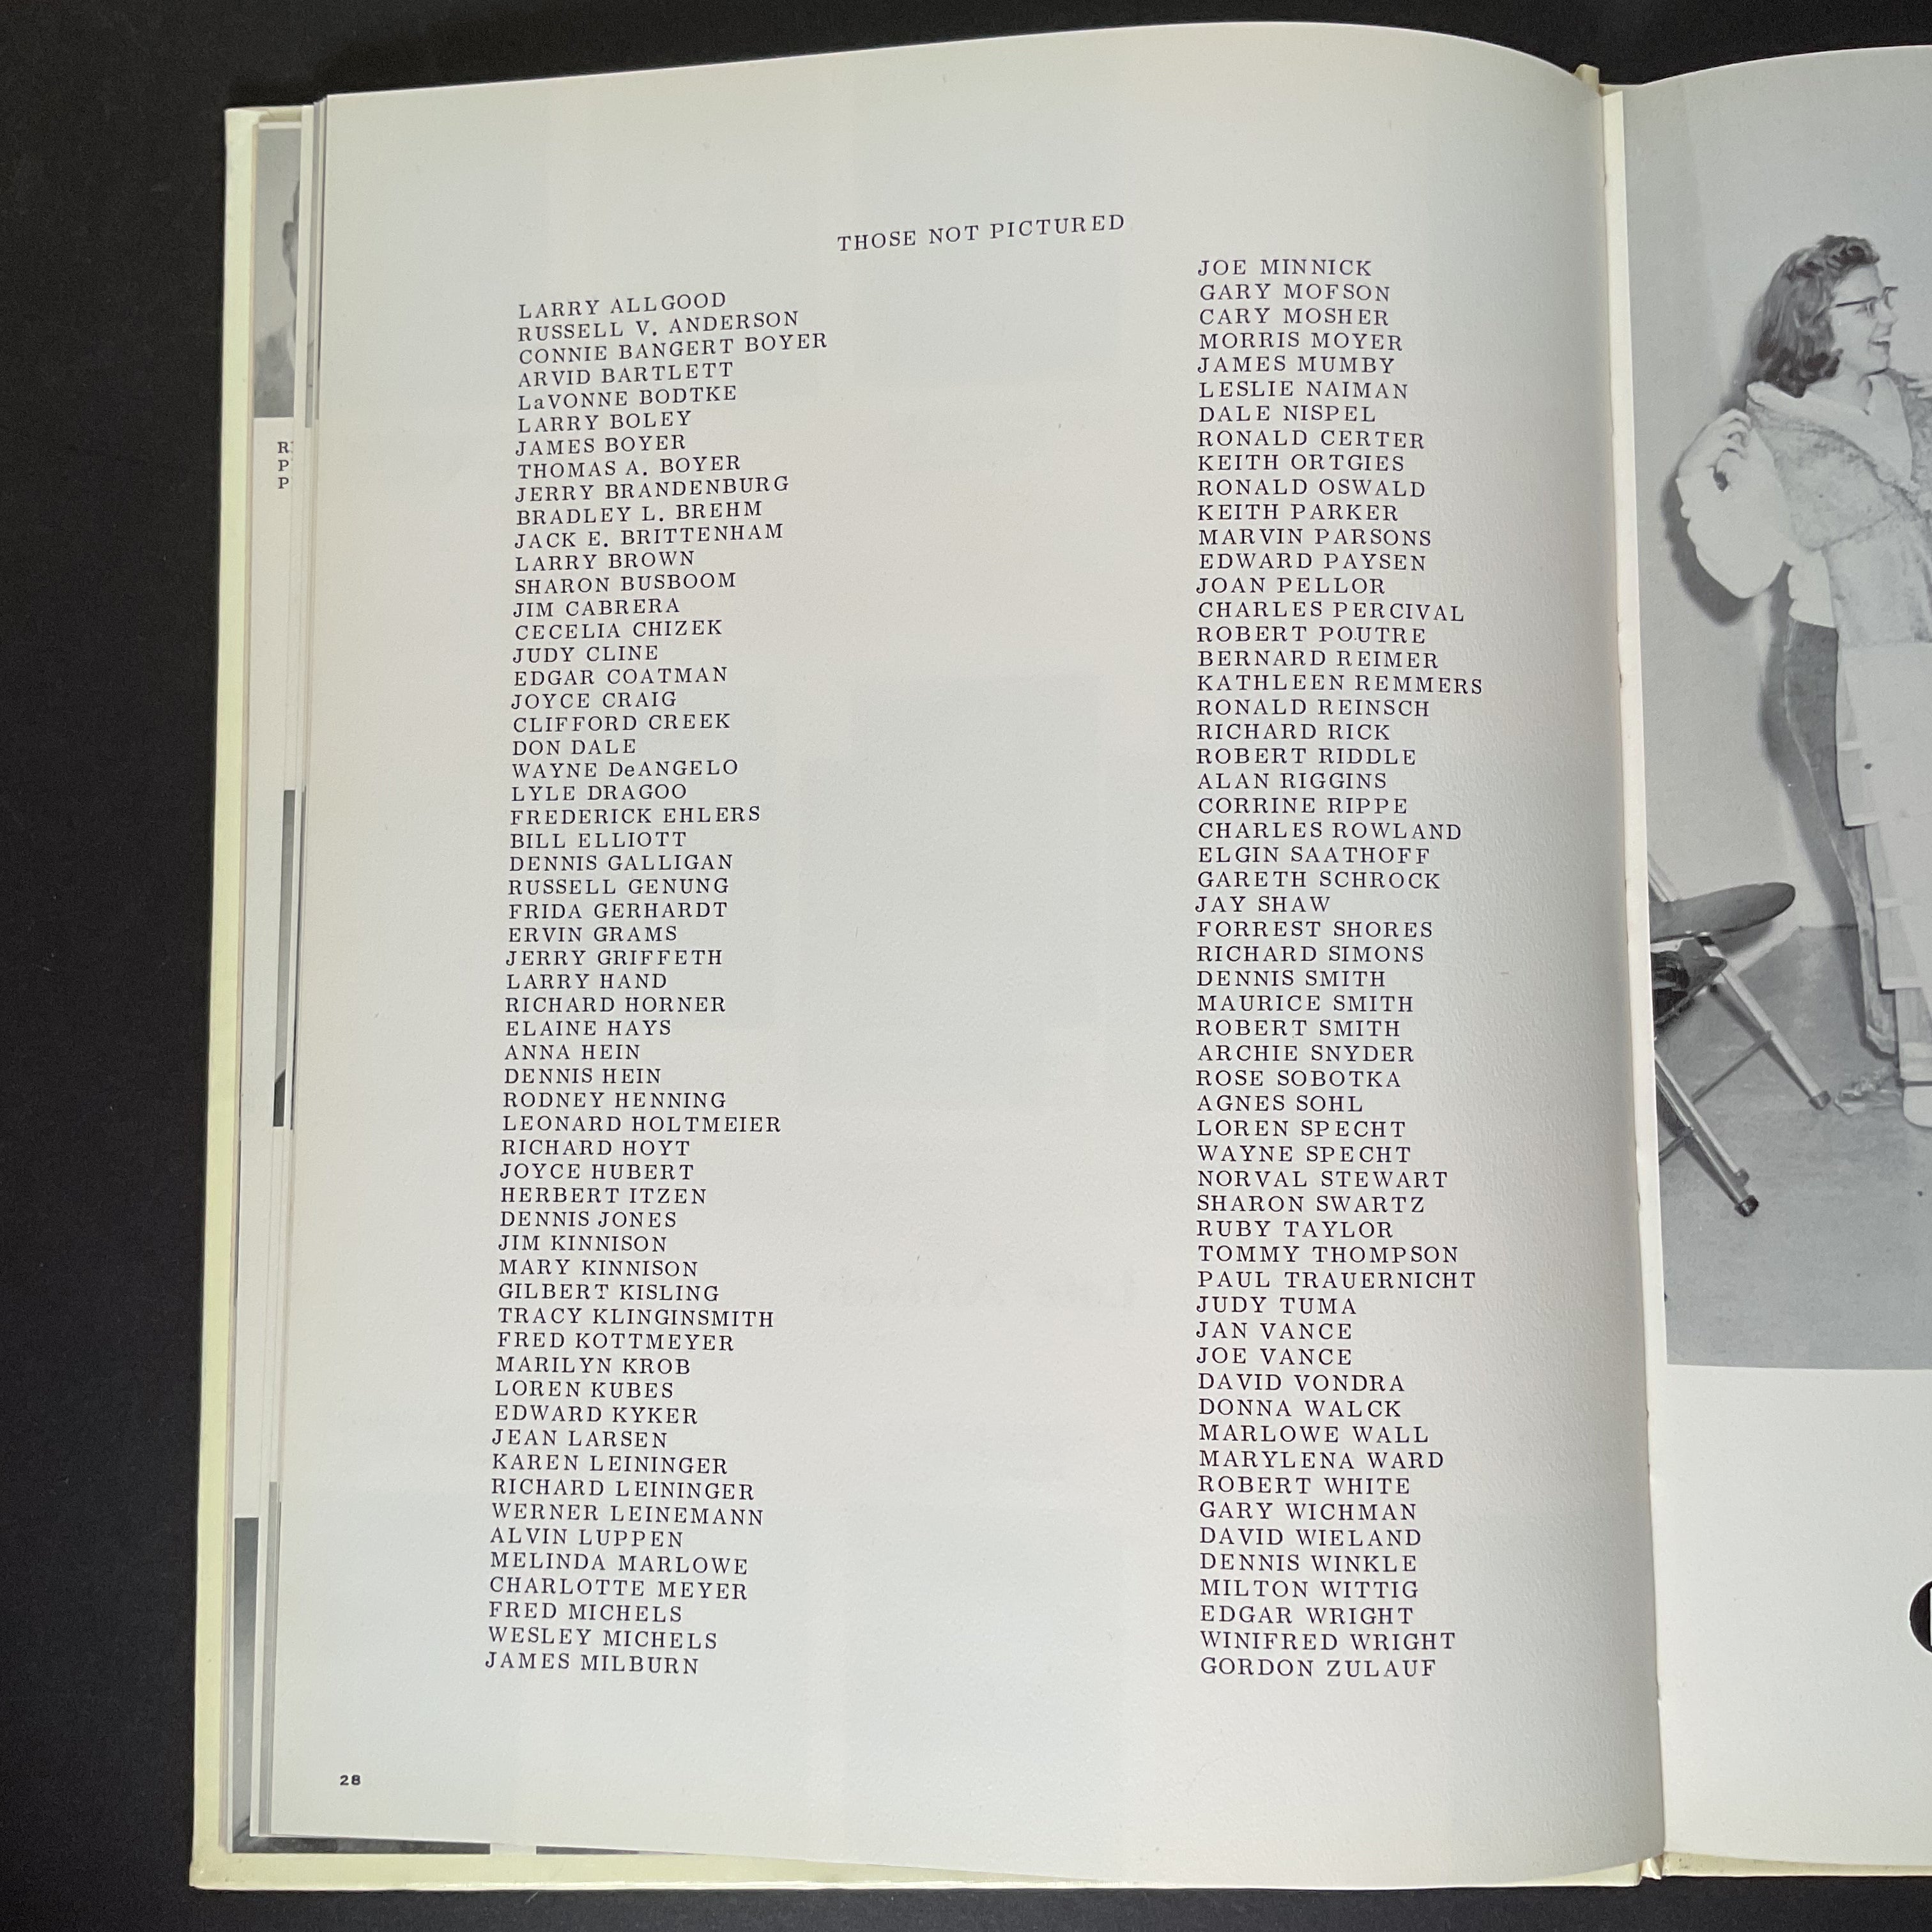 THOSE NOT PICTURED
LARRY ALLGOOD
RUSSELL V. ANDERSON
CONNIE BANGERT BOYER
ARVID BARTLETT
LaVONNE BODTKE
LARRY BOLEY
JAMES BOYER
THOMAS A. BOYER
JERRY BRANDENBURG
BRADLEY L. BREHM
JACK E. BRITTENHAM
LARRY BROWN
SHARON BUSBOOM
JIM CABRERA
CECELIA CHIZEK
JUDY CLINE
EDGAR COATMAN
JOYCE CRAIG
CLIFFORD CREEK
DON DALE
WAYNE DeANGELO
LYLE DRAGOO
FREDERICK EHLERS
BILL ELLIOTT
DENNIS GALLIGAN
RUSSELL GENUNG
FRIDA GERHARDT
ERVIN GRAMS
JERRY GRIFFETH
LARRY HAND
RICHARD HORNER
ELAINE HAYS
ANNA HEIN
DENNIS HEIN
RODNEY HENNING
LEONARD HOLTMEIER
RICHARD HOYT
JOYCE HUBERT
HERBERT ITZEN
DENNIS JONES
JIM KINNISON
MARY KINNISON
GILBERT KISLING
TRACY KLINGINSMITH
FRED KOTTMEYER
MARILYN KROB
LOREN KUBES
EDWARD KYKER
JEAN LARSEN
KAREN LEININGER
RICHARD LEININGER
WERNER LEINEMANN
ALVIN LUPPEN
MELINDA MARLOWE
CHARLOTTE MEYER
FRED MICHELS
WESLEY MICHELS
JAMES MILBURN
JOE MINNICK
GARY MOFSON
CARY MOSHER
MORRIS MOYER
JAMES MUMBY
LESLIE NAIMAN
DALE NISPEL
RONALD CERTER
KEITH ORTGIES
RONALD OSWALD
KEITH PARKER
MARVIN PARSONS
EDWARD PAYSEN
JOAN PELLOR
CHARLES PERCIVAL
ROBERT POUTRE
BERNARD REIMER
KATHLEEN REMMERS
RONALD REINSCH
RICHARD RICK
ROBERT RIDDLE
ALAN RIGGINS
CORRINE RIPPE
CHARLES ROWLAND
ELGIN SAATHOFF
GARETH SCHROCK
JAY SHAW
FORREST SHORES
RICHARD SIMONS
DENNIS SMITH
MAURICE SMITH
ROBERT SMITH
ARCHIE SNYDER
ROSE SOBOTKA
AGNES SOHL
LOREN SPECHT
WAYNE SPECHT
NORVAL STEWART
SHARON SWARTZ
RUBY TAYLOR
TOMMY THOMPSON
PAUL TRAUERNICHT
JUDY TUMA
JAN VANCE
JOE VANCE
DAVID VONDRA
DONNA WALCK
MARLOWE WALL
MARYLENA WARD
ROBERT WHITE
GARY WICHMAN
DAVID WIELAND
DENNIS WINKLE
MILTON WITTIG
EDGAR WRIGHT
WINIFRED WRIGHT
GORDON ZULAUF
28